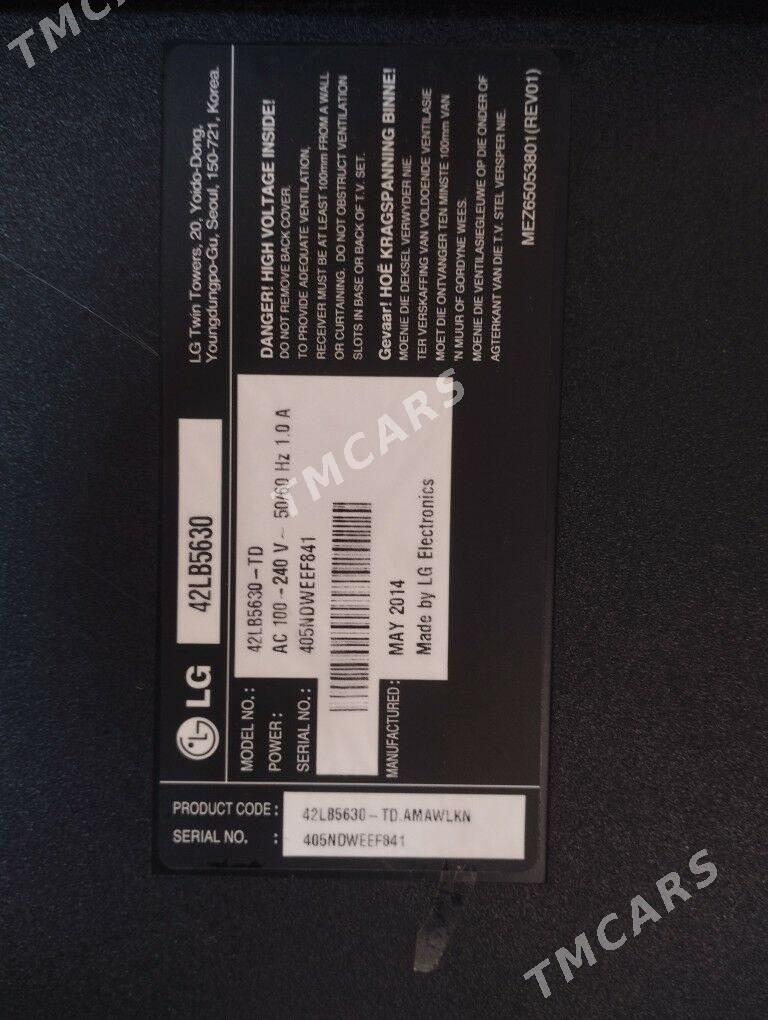 LG 42LB5630
LG Twin Towers, 20, Yoido-Dong,
Youngdungpo-Gu, Seoul, 150-721, Korea.
MODEL NO. : 42LB5630-TD
POWER : AC 100-240 V ~ 50/60 Hz 1.0 A
SERIAL NO. : 405NDWEEF841
MANUFACTURED : MAY 2014
Made by LG Electronics
DANGER! HIGH VOLTAGE INSIDE!
DO NOT REMOVE BACK COVER.
TO PROVIDE ADEQUATE VENTILATION,
RECEIVER MUST BE AT LEAST 100mm FROM A WALL
OR CURTAINING. DO NOT OBSTRUCT VENTILATION
SLOTS IN BASE OR BACK OF T.V. SET.
Gevaar! HOË KRAGSPANNING BINNE!
MOENIE DIE DEKSEL VERWYDER NIE.
TER VERSKAFFING VAN VOLDOENDE VENTILASIE
MOET DIE ONTVANGER TEN MINSTE 100mm VAN
'N MUUR OF GORDYNE WEES.
MOENIE DIE VENTILASIEGLEUWE OP DIE ONDER OF
AGTERKANT VAN DIE T.V. STEL VERSPER NIE.
MEZ65053801(REV01)
PRODUCT CODE : 42LB5630-TD.AMAWLKN
SERIAL NO. : 405NDWEEF841
TMCARS
TMCARS
TMCARS